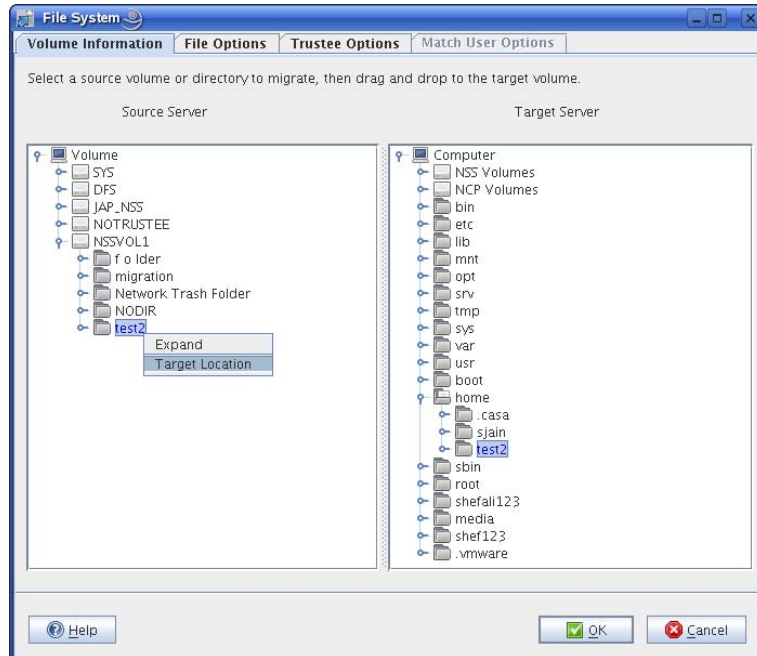 File System
Volume Information File Options Trustee Options Match User Options
Select a source volume or directory to migrate, then drag and drop to the target volume.
Source Server
Target Server
Volume
SYS
DFS
JAP_NSS
NOTRUSTEE
NSSVOL1
f o lder
migration
Network Trash Folder
NODIR
test2
Expand
Target Location
Computer
NSS Volumes
NCP Volumes
bin
etc
lib
mnt
opt
srv
tmp
sys
var
usr
boot
home
.casa
sjain
test2
sbin
root
shefali123
media
shef123
.vmware
Help
OK
Cancel